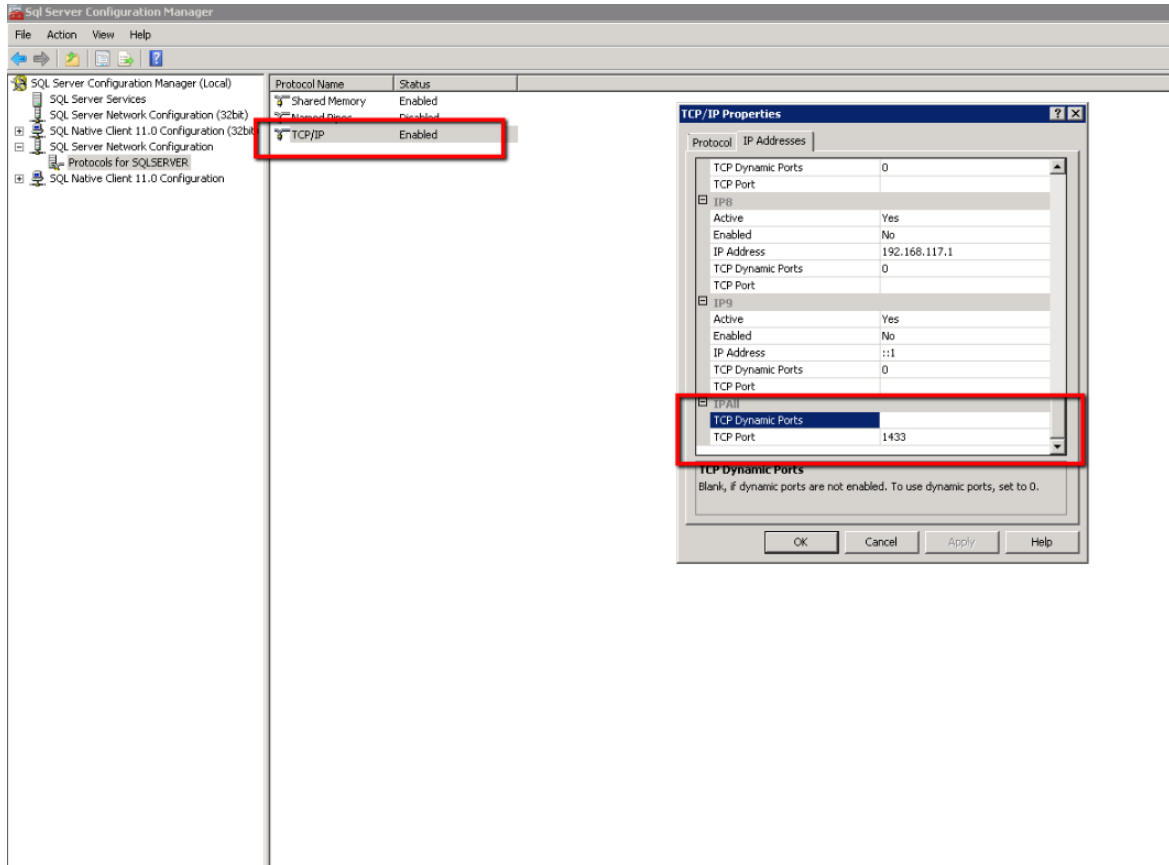 Sql Server Configuration Manager
File Action View Help
SQL Server Configuration Manager (Local)
SQL Server Services
SQL Server Network Configuration (32bit)
SQL Native Client 11.0 Configuration (32bit
SQL Server Network Configuration
Protocols for SQLSERVER
SQL Native Client 11.0 Configuration
Protocol Name Status
Shared Memory Enabled
Named Pipes Disabled
TCP/IP Enabled
TCP/IP Properties
Protocol IP Addresses
TCP Dynamic Ports 0
TCP Port
IP8
Active Yes
Enabled No
IP Address 192.168.117.1
TCP Dynamic Ports 0
TCP Port
IP9
Active Yes
Enabled No
IP Address ::1
TCP Dynamic Ports 0
TCP Port
IPAll
TCP Dynamic Ports
TCP Port 1433
TCP Dynamic Ports
Blank, if dynamic ports are not enabled. To use dynamic ports, set to 0.
OK Cancel Apply Help